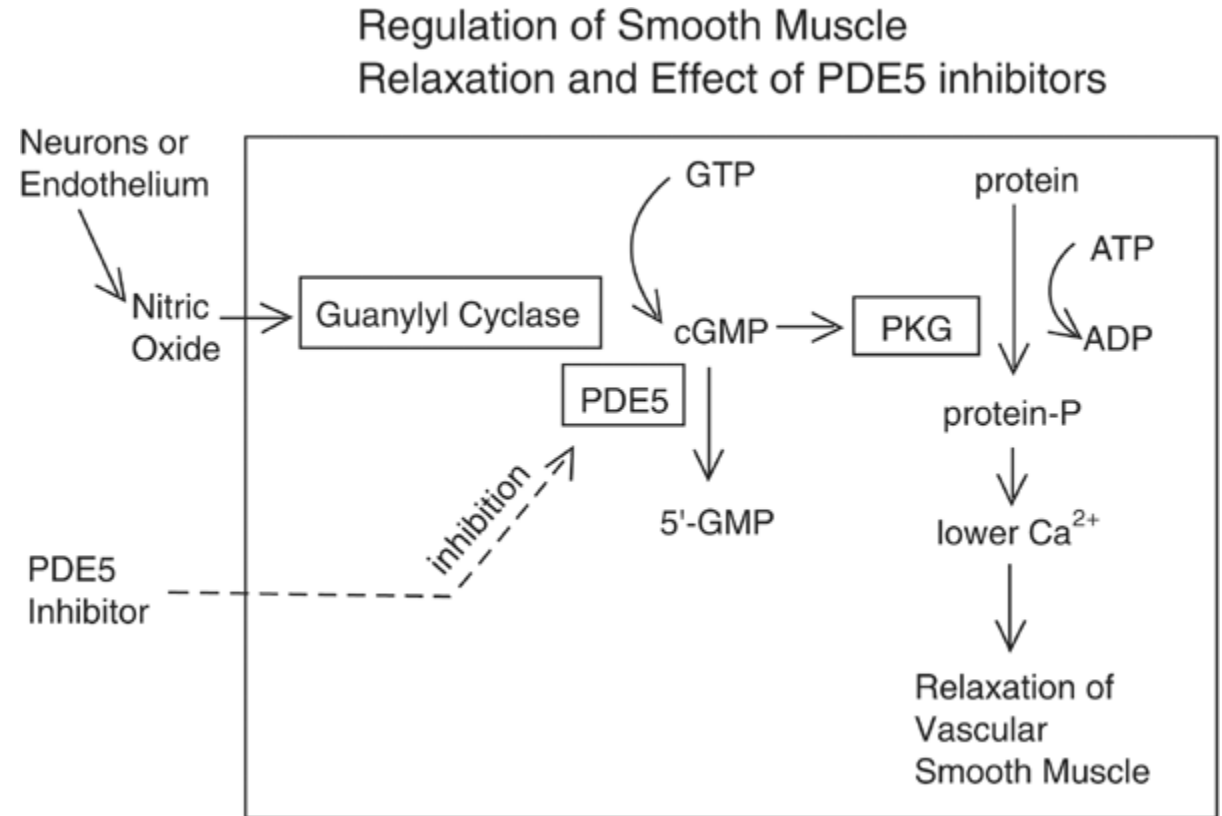 Regulation of Smooth Muscle
Relaxation and Effect of PDE5 inhibitors
Neurons or
Endothelium
Nitric
Oxide
Guanylyl Cyclase
GTP
cGMP
PDE5
5'-GMP
PKG
protein
ATP
ADP
protein-P
lower Ca²⁺
Relaxation of
Vascular
Smooth Muscle
inhibition
PDE5
Inhibitor